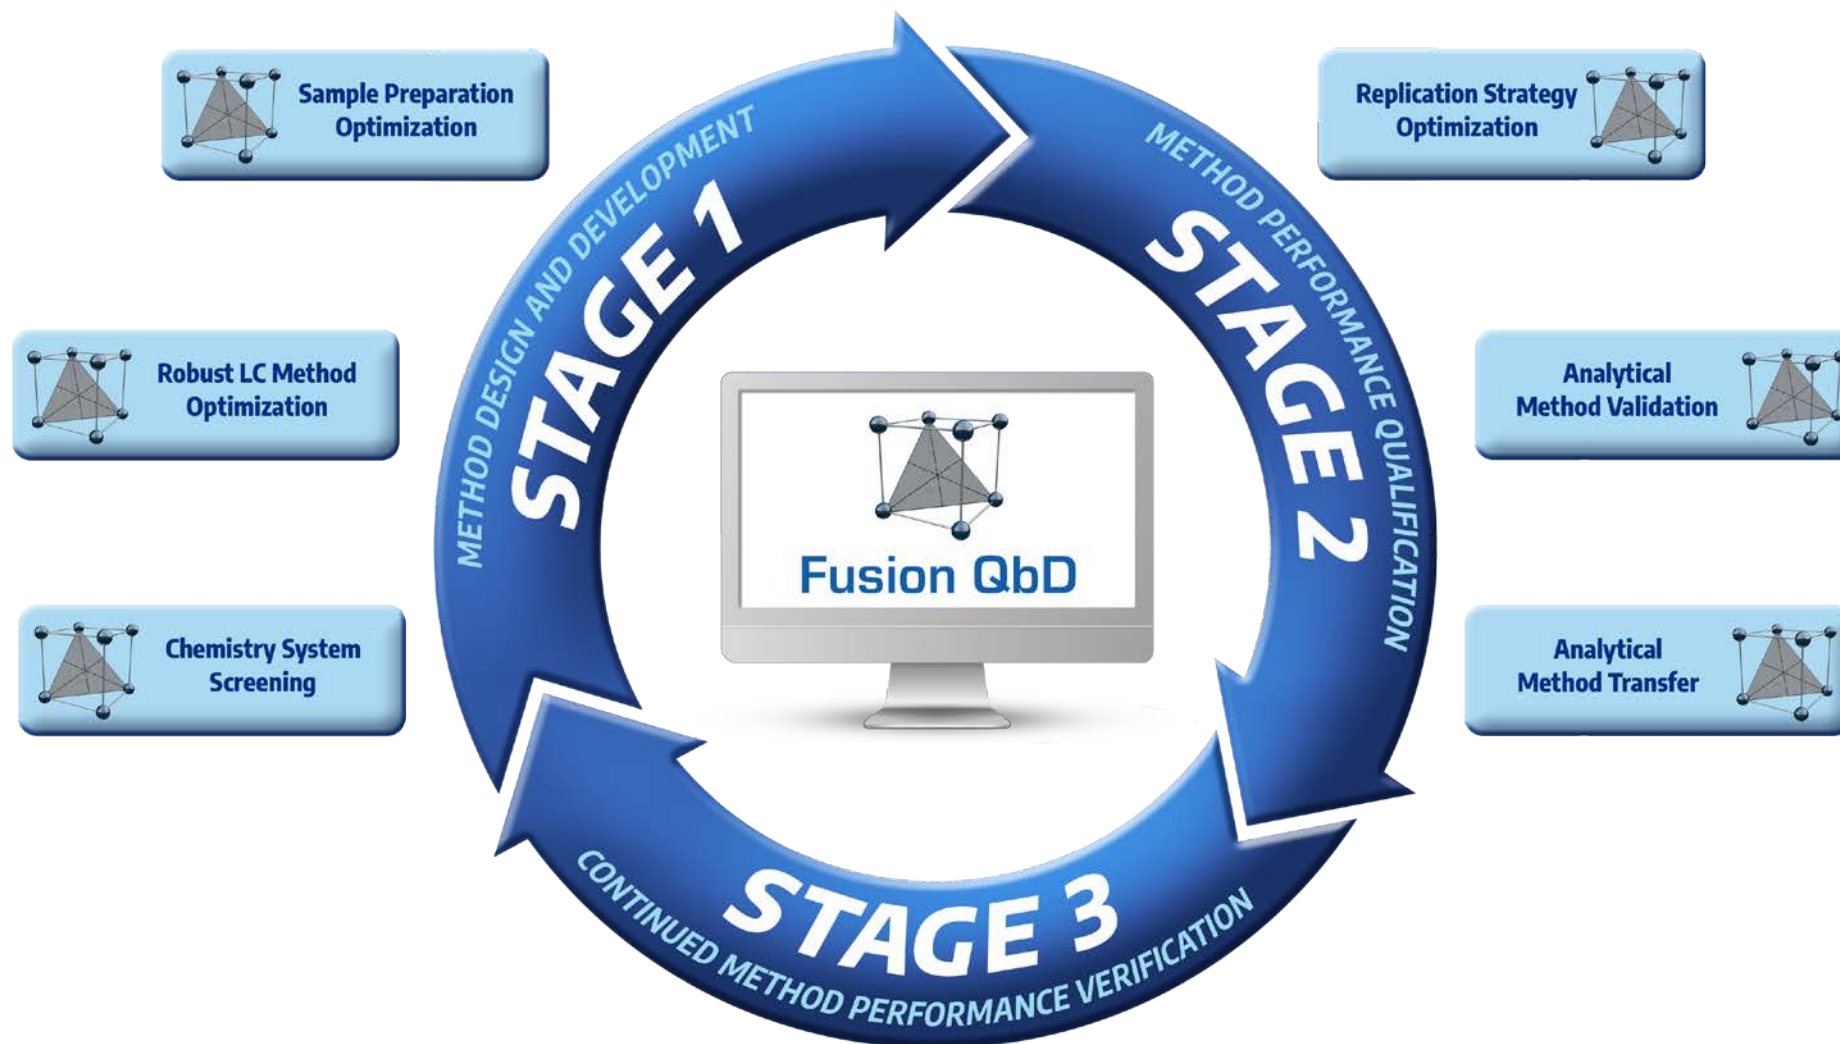 Sample Preparation
Optimization
Robust LC Method
Optimization
Chemistry System
Screening
STAGE 1
METHOD DESIGN AND DEVELOPMENT
STAGE 2
METHOD PERFORMANCE QUALIFICATION
STAGE 3
CONTINUED METHOD PERFORMANCE VERIFICATION
Fusion QbD
Replication Strategy
Optimization
Analytical
Method Validation
Analytical
Method Transfer